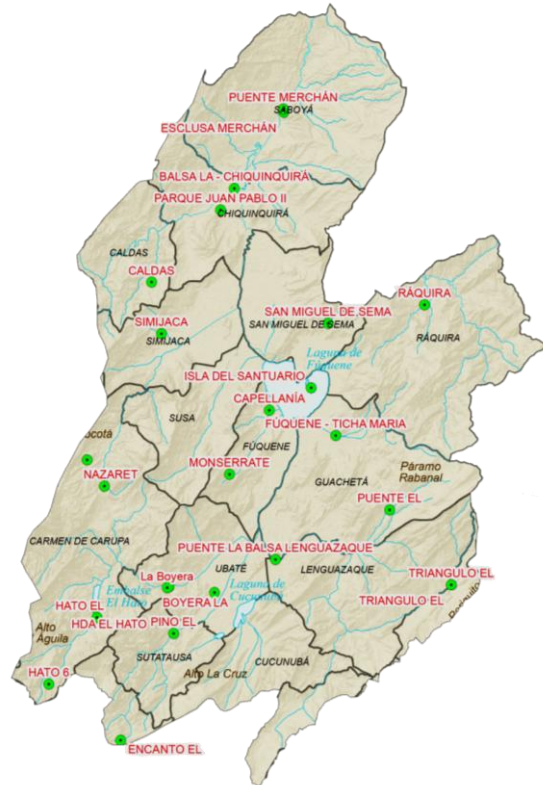 PUENTE MERCHÁN
SABOYÁ
ESCLUSA MERCHÁN
BALSA LA - CHIQUINQUIRÁ
PARQUE JUAN PABLO II
CHIQUINQUIRÁ
CALDAS
CALDAS
RÁQUIRA
SAN MIGUEL DE SEMA
SAN MIGUEL DE SEMA
SIMIJACA
SIMIJACA
RÁQUIRA
Laguna de
Fúquene
ISLA DEL SANTUARIO
CAPELLANÍA
SUSA
FÚQUENE - TICHA MARIA
ocotá
FÚQUENE
MONSERRATE
Páramo
Rabanal
GUACHETÁ
NAZARET
PUENTE EL
CARMEN DE CARUPA
PUENTE LA BALSA LENGUAZAQUE
UBATÉ
LENGUAZAQUE
La Boyera
TRIANGULO EL
Embalse
El Hato
Laguna de
Cucunubá
BOYERA LA
TRIANGULO EL
HATO EL
HDA EL HATO
PINO EL
Alto
Águila
SUTATAUSA
CUCUNUBÁ
Alto La Cruz
HATO 6
ENCANTO EL